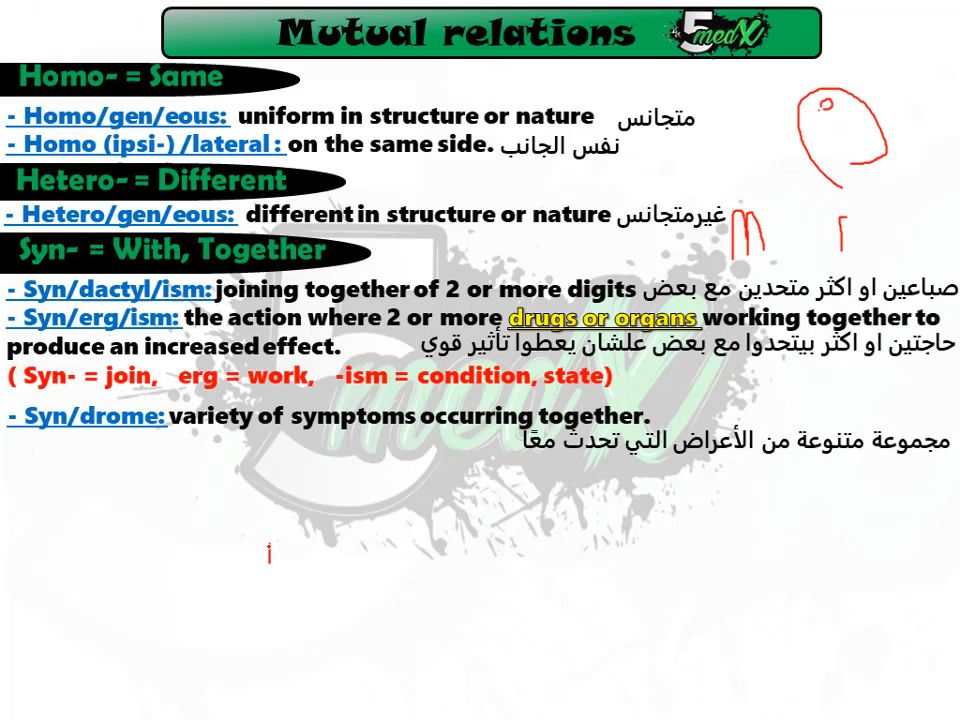 Mutual relations 5medX
Homo- = Same
- Homo/gen/eous: uniform in structure or nature متجانس
- Homo (ipsi-) /lateral : on the same side. نفس الجانب
Hetero- = Different
- Hetero/gen/eous: different in structure or nature غيرمتجانس
Syn- = With, Together
- Syn/dactyl/ism: joining together of 2 or more digits صباعين او اكثر متحدين مع بعض
- Syn/erg/ism: the action where 2 or more drugs or organs working together to
produce an increased effect. حاجتين او اكثر بيتحدوا مع بعض علشان يعطوا تأثير قوي
( Syn- = join, erg = work, -ism = condition, state)
- Syn/drome: variety of symptoms occurring together.
مجموعة متنوعة من الأعراض التي تحدث معًا
5medX
أ